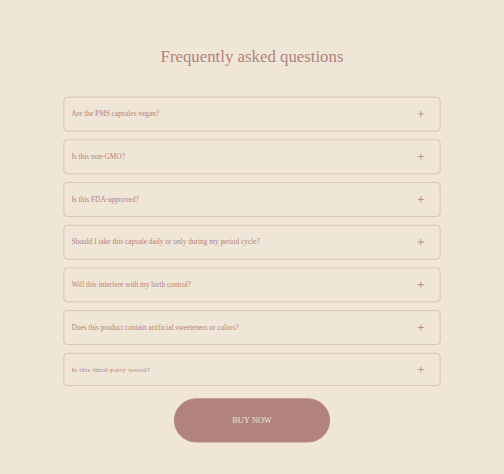 Frequently asked questions
Are the PMS capsules vegan? +
Is this non-GMO? +
Is this FDA-approved? +
Should I take this capsule daily or only during my period cycle? +
Will this interfere with my birth control? +
Does this product contain artificial sweeteners or colors? +
Is this third-party tested? +
BUY NOW